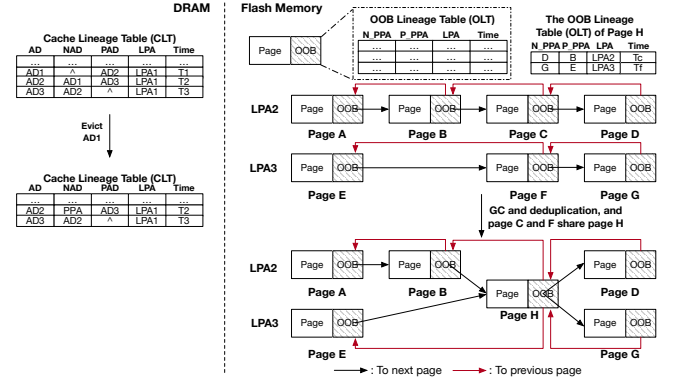 DRAM
Cache Lineage Table (CLT)
AD NAD PAD LPA Time
... ... ... ... ...
AD1 ^ AD2 LPA1 T1
AD2 AD1 AD3 LPA1 T2
AD3 AD2 ^ LPA1 T3
Evict
AD1
Cache Lineage Table (CLT)
AD NAD PAD LPA Time
... ... ... ... ...
AD2 PPA AD3 LPA1 T2
AD3 AD2 ^ LPA1 T3
Flash Memory
Page OOB
OOB Lineage Table (OLT)
N_PPA P_PPA LPA Time
... ... ... ...
... ... ... ...
... ... ... ...
The OOB Lineage
Table (OLT) of Page H
N_PPA P_PPA LPA Time
D B LPA2 Tc
G E LPA3 Tf
LPA2 Page OOB Page OOB Page OOB Page OOB
Page A Page B Page C Page D
LPA3 Page OOB Page OOB Page OOB
Page E Page F Page G
GC and deduplication, and
page C and F share page H
LPA2 Page OOB Page OOB Page OOB
Page A Page B Page D
Page OOB
Page H
LPA3 Page OOB Page OOB
Page E Page G
: To next page : To previous page